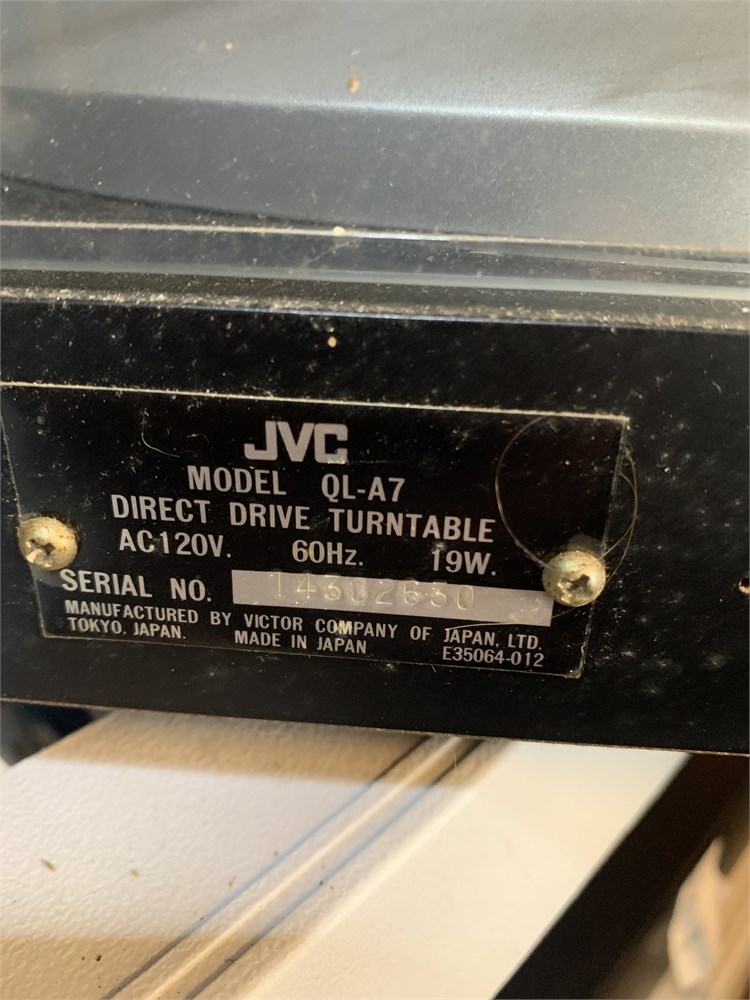 JVC
MODEL QL-A7
DIRECT DRIVE TURNTABLE
AC120V. 60Hz. 19W.
SERIAL NO. 14302630
MANUFACTURED BY VICTOR COMPANY OF JAPAN, LTD.
TOKYO. JAPAN. MADE IN JAPAN E35064-012